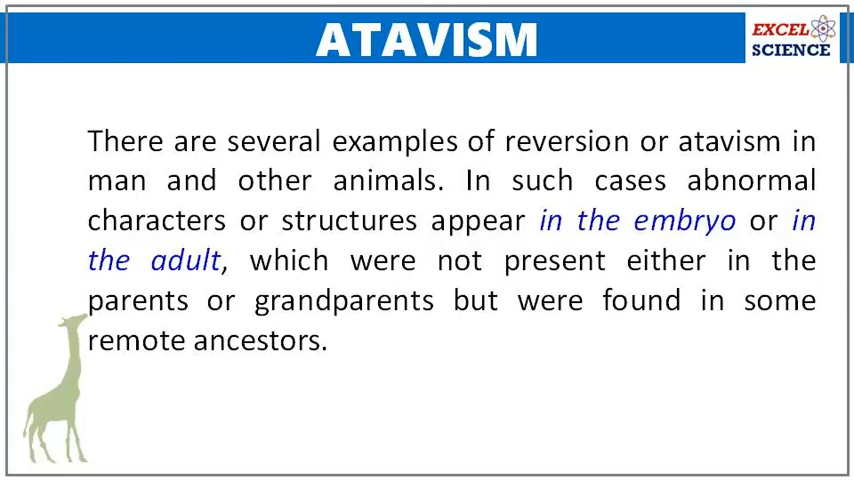 ATAVISM
EXCEL
SCIENCE
There are several examples of reversion or atavism in
man and other animals. In such cases abnormal
characters or structures appear in the embryo or in
the adult, which were not present either in the
parents or grandparents but were found in some
remote ancestors.